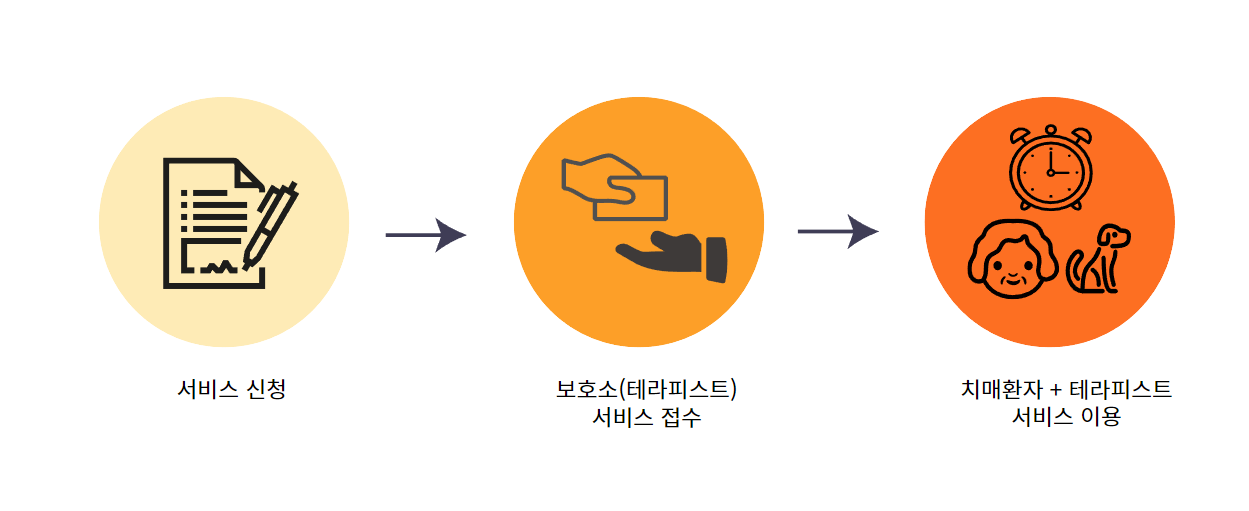 서비스 신청
보호소(테라피스트)
서비스 접수
치매환자 + 테라피스트
서비스 이용